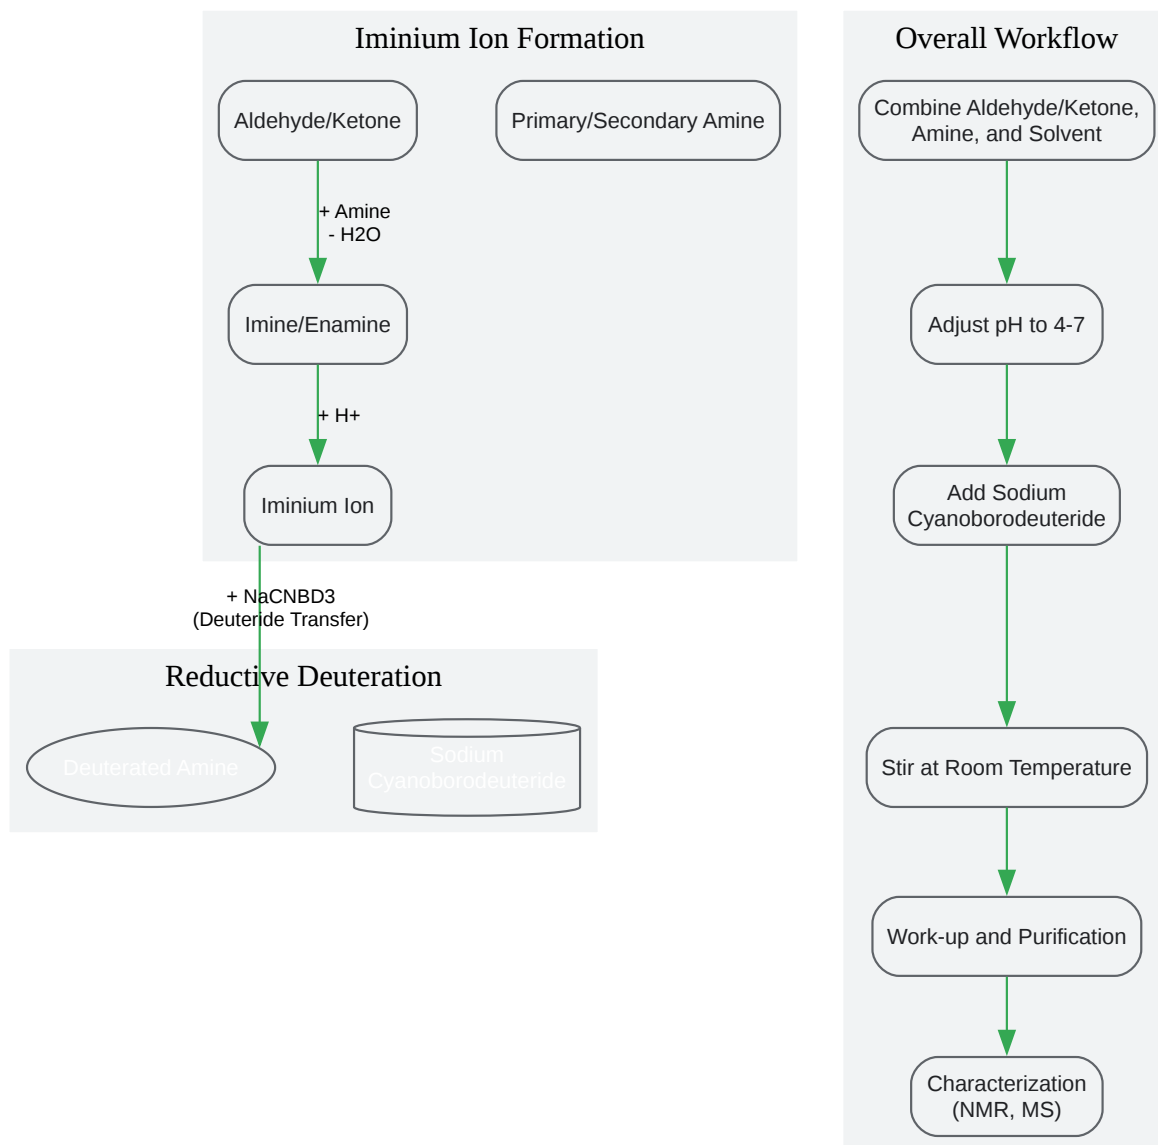 Iminium Ion Formation
Aldehyde/Ketone
Primary/Secondary Amine
+ Amine
- H2O
Imine/Enamine
+ H+
Iminium Ion
+ NaCNBD3
(Deuteride Transfer)
Reductive Deuteration
Deuterated Amine
Sodium
Cyanoborodeuteride
Overall Workflow
Combine Aldehyde/Ketone,
Amine, and Solvent
Adjust pH to 4-7
Add Sodium
Cyanoborodeuteride
Stir at Room Temperature
Work-up and Purification
Characterization
(NMR, MS)